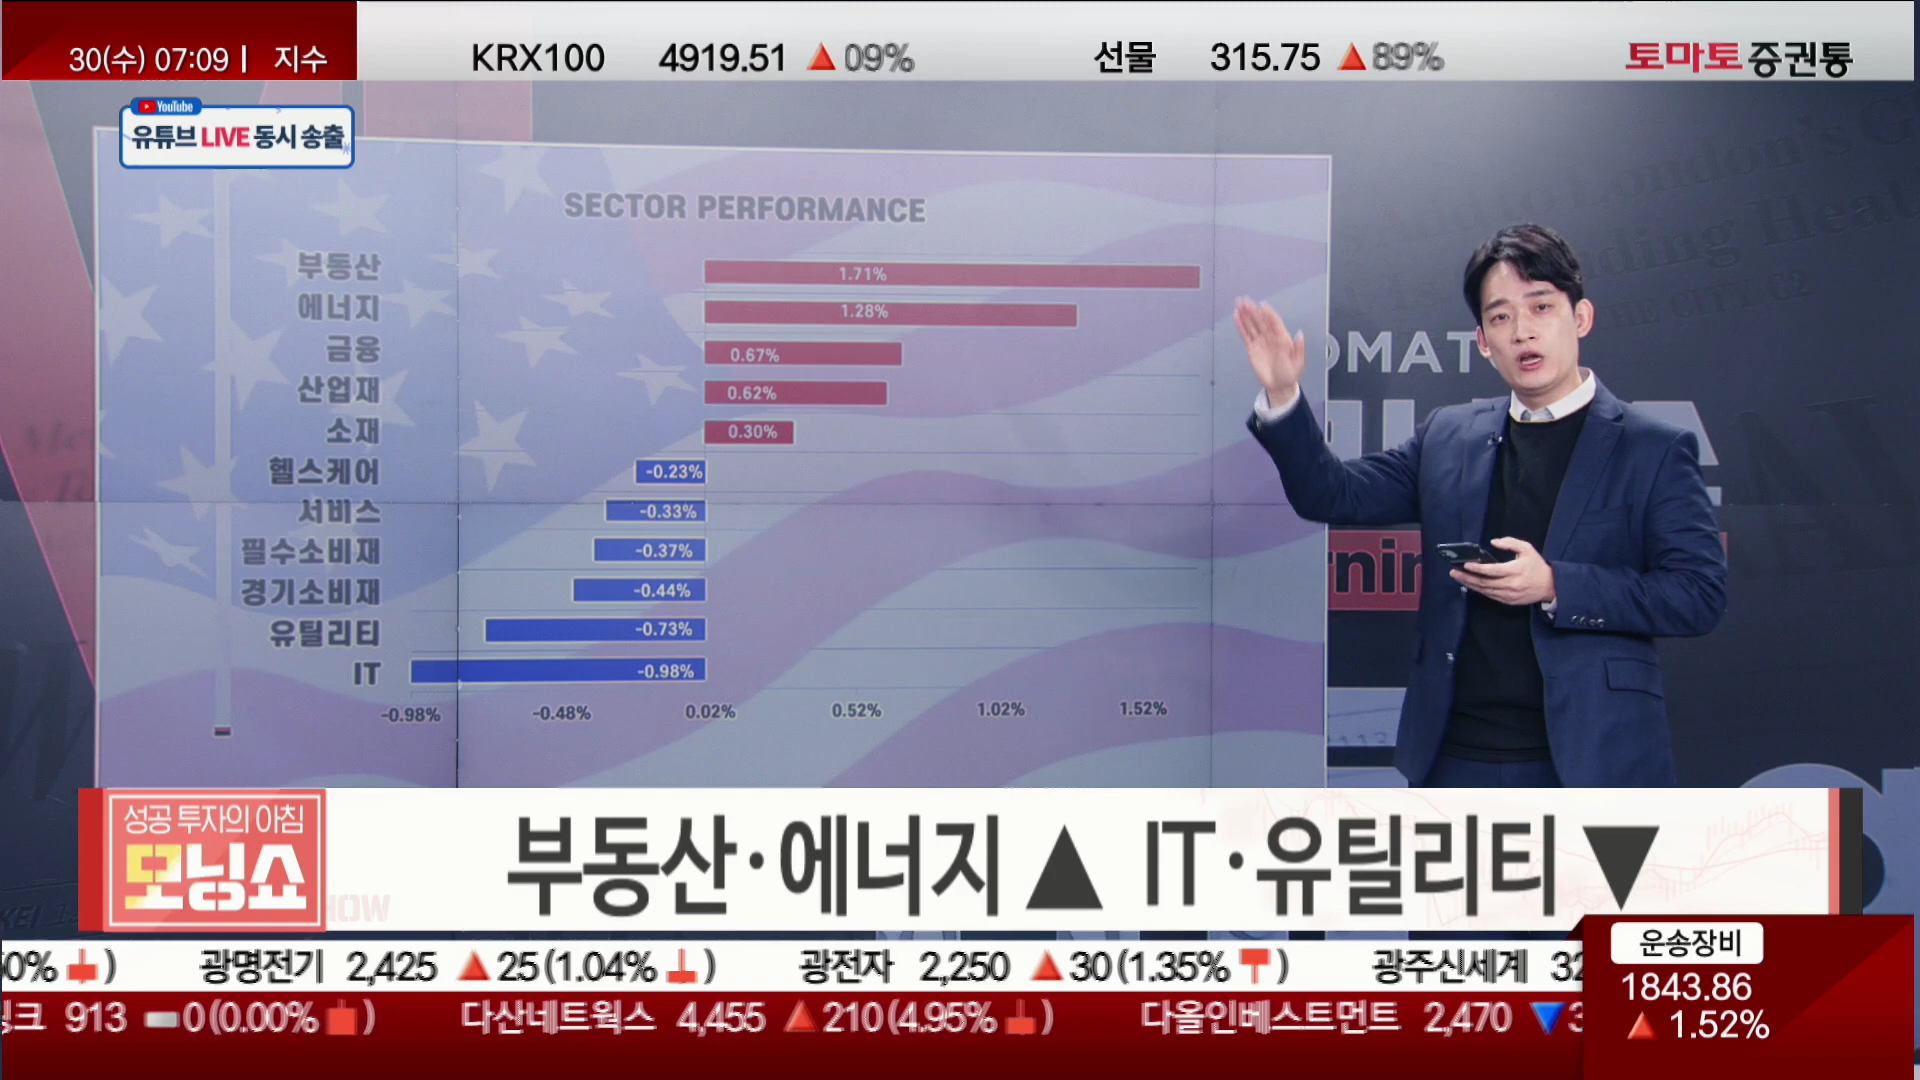 30(수) 07:09 | 지수 KRX100 4919.51 ▲ 09% 선물 315.75 ▲ 89% 토마토증권통
YouTube
유튜브 LIVE 동시 송출
SECTOR PERFORMANCE
부동산 1.71%
에너지 1.28%
금융 0.67%
산업재 0.62%
소재 0.30%
헬스케어 -0.23%
서비스 -0.33%
필수소비재 -0.37%
경기소비재 -0.44%
유틸리티 -0.73%
IT -0.98%
-0.98% -0.48% 0.02% 0.52% 1.02% 1.52%
성공 투자의 아침
모닝쇼
부동산·에너지▲ IT·유틸리티▼
광명전기 2,425 ▲25(1.04%) 광전자 2,250 ▲30(1.35%) 광주신세계
913 0(0.00%) 다산네트웍스 4,455 ▲210(4.95%) 다올인베스트먼트 2,470 ▼
운송장비
1843.86
▲ 1.52%